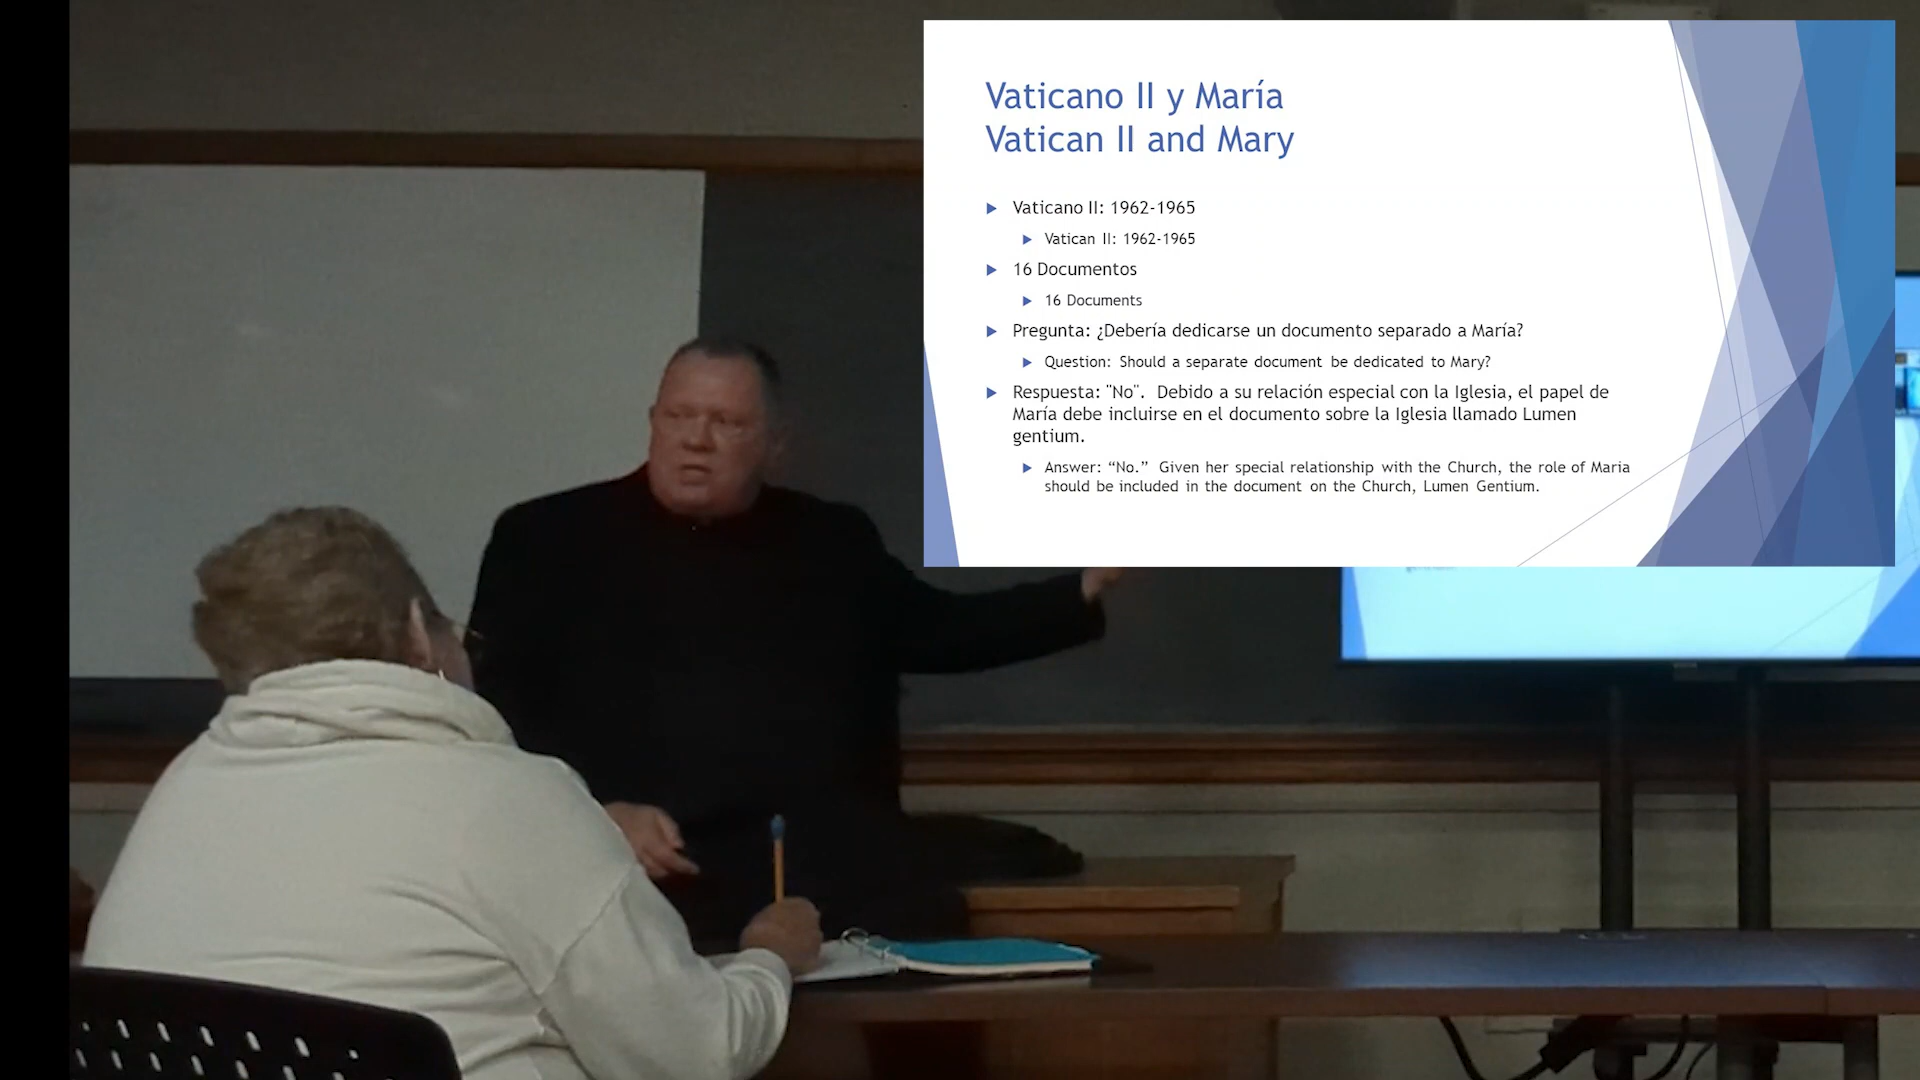 Vaticano II y María
Vatican II and Mary
Vaticano II: 1962-1965
Vatican II: 1962-1965
16 Documentos
16 Documents
Pregunta: ¿Debería dedicarse un documento separado a María?
Question: Should a separate document be dedicated to Mary?
Respuesta: "No". Debido a su relación especial con la Iglesia, el papel de
María debe incluirse en el documento sobre la Iglesia llamado Lumen
gentium.
Answer: “No.” Given her special relationship with the Church, the role of Maria
should be included in the document on the Church, Lumen Gentium.